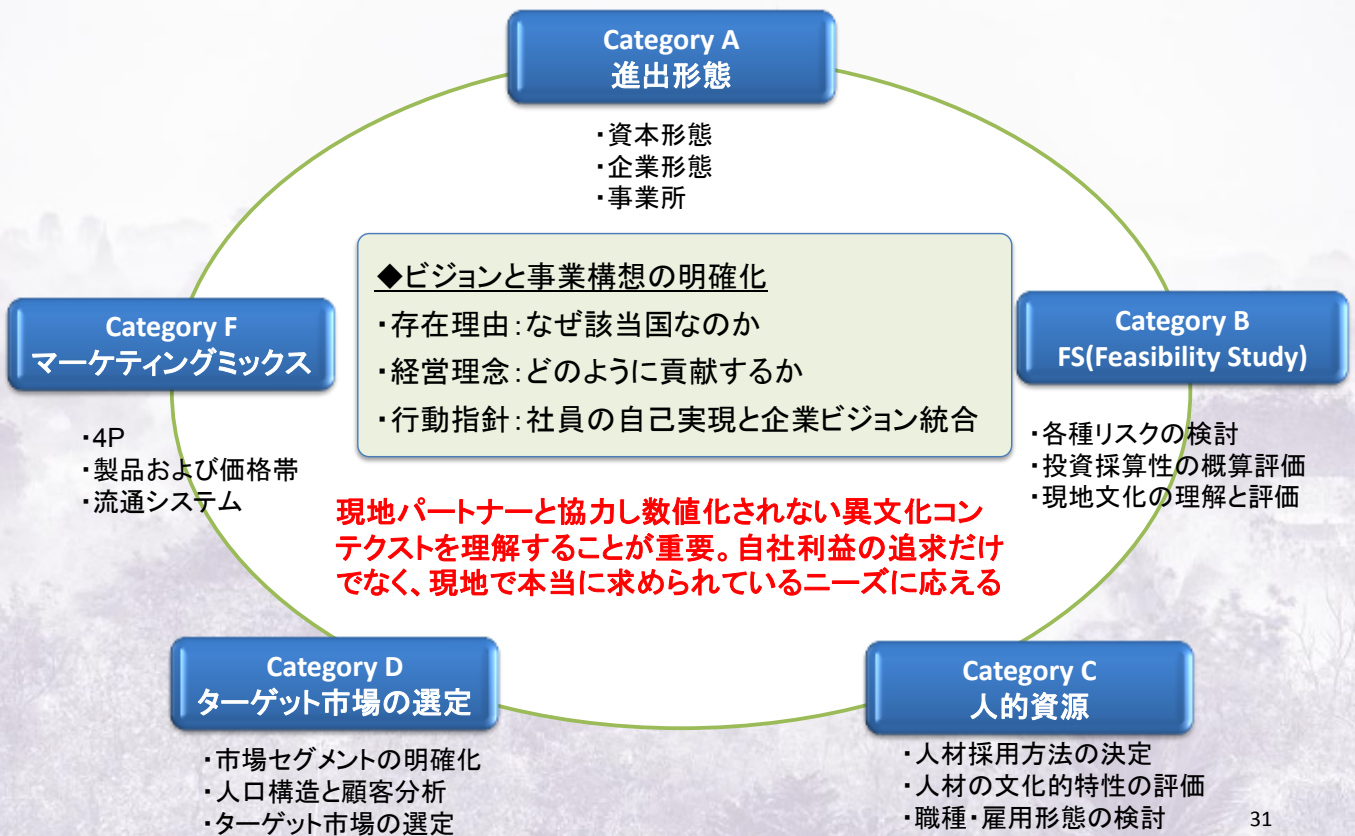 Category A
進出形態
・資本形態
・企業形態
・事業所
◆ビジョンと事業構想の明確化
・存在理由：なぜ該当国なのか
・経営理念：どのように貢献するか
・行動指針：社員の自己実現と企業ビジョン統合
Category F
マーケティングミックス
・4P
・製品および価格帯
・流通システム
Category B
FS(Feasibility Study)
・各種リスクの検討
・投資採算性の概算評価
・現地文化の理解と評価
現地パートナーと協力し数値化されない異文化コン
テクストを理解することが重要。自社利益の追求だけ
でなく、現地で本当に求められているニーズに応える
Category D
ターゲット市場の選定
・市場セグメントの明確化
・人口構造と顧客分析
・ターゲット市場の選定
Category C
人的資源
・人材採用方法の決定
・人材の文化的特性の評価
・職種・雇用形態の検討
31